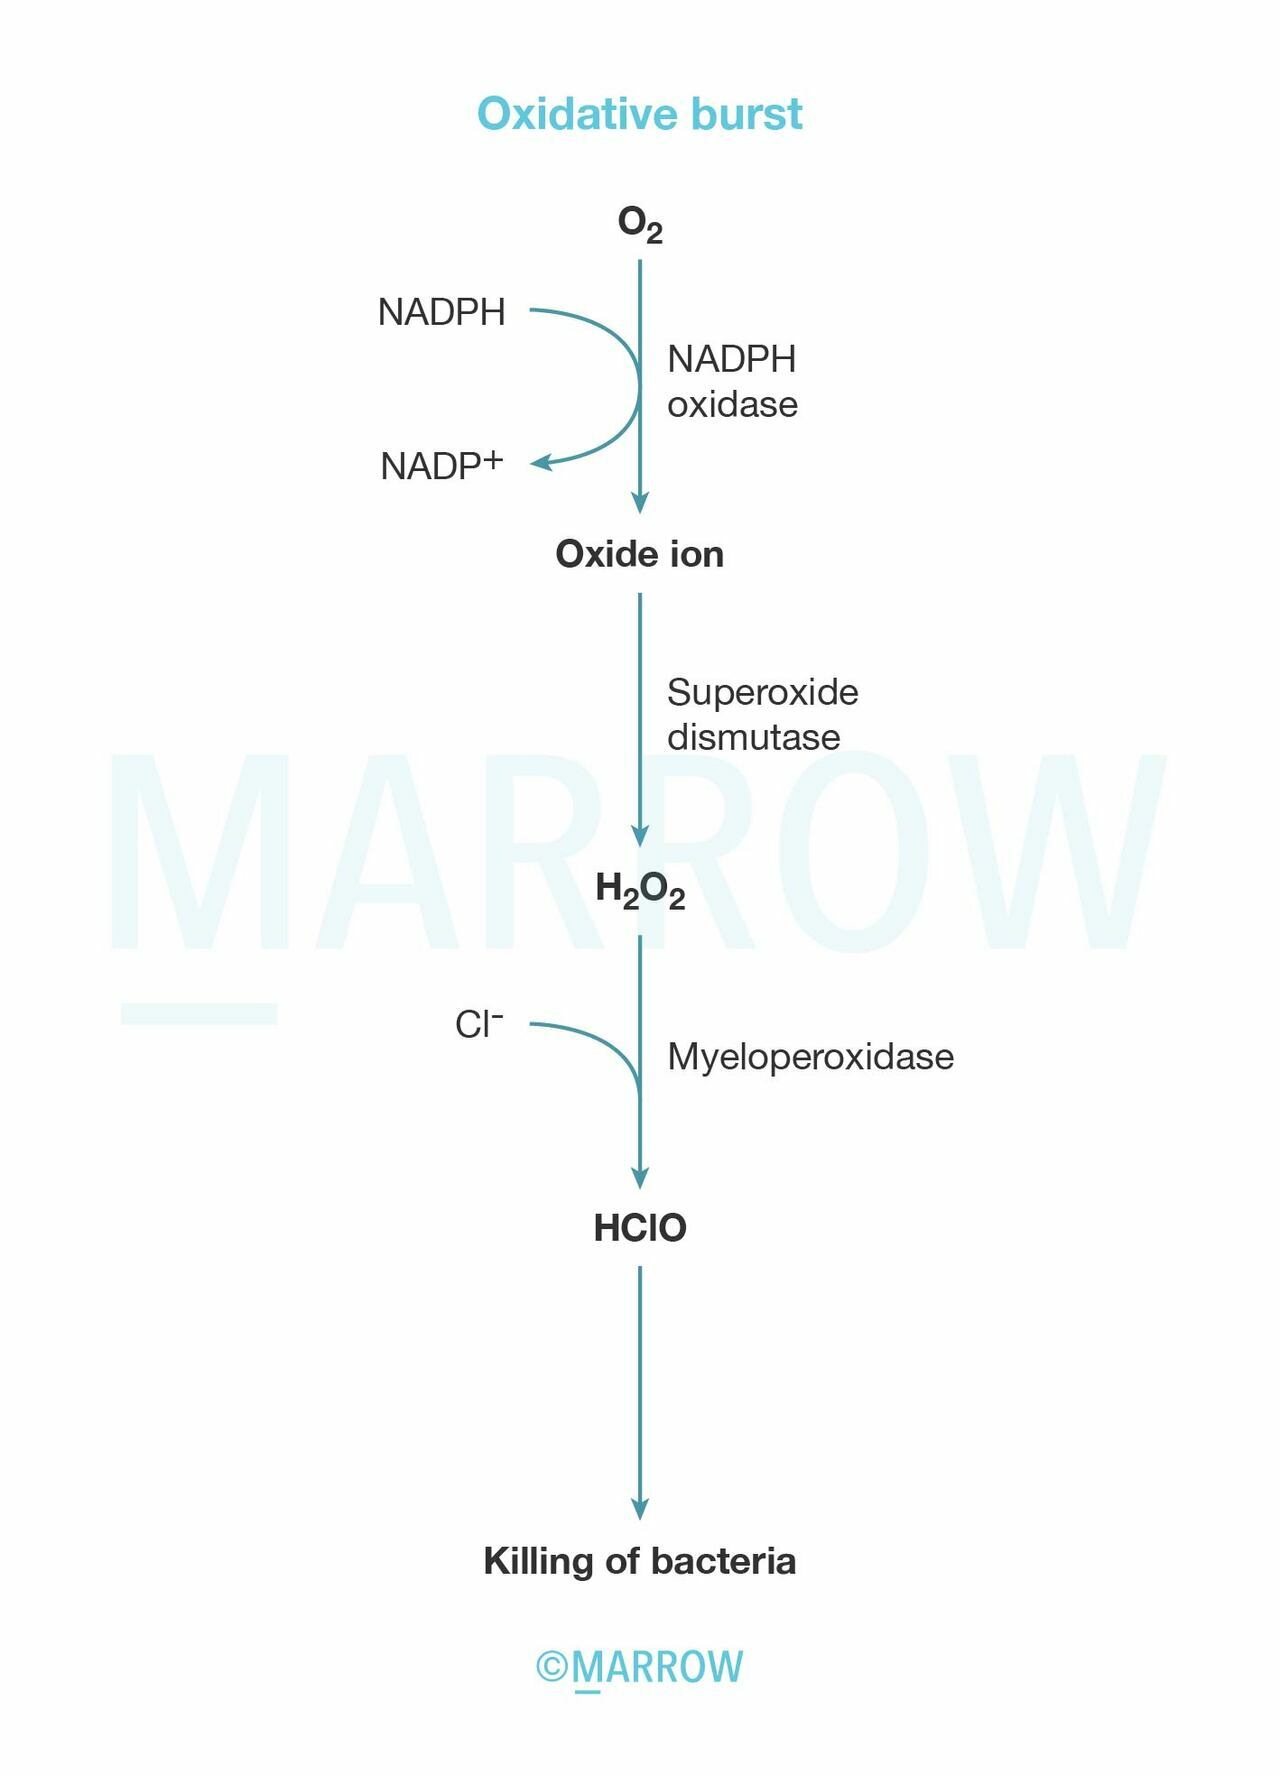 Oxidative burst
O₂
NADPH
NADPH
oxidase
NADP⁺
Oxide ion
Superoxide
dismutase
MARROW
H₂O₂
Cl⁻
Myeloperoxidase
HClO
Killing of bacteria
©MARROW